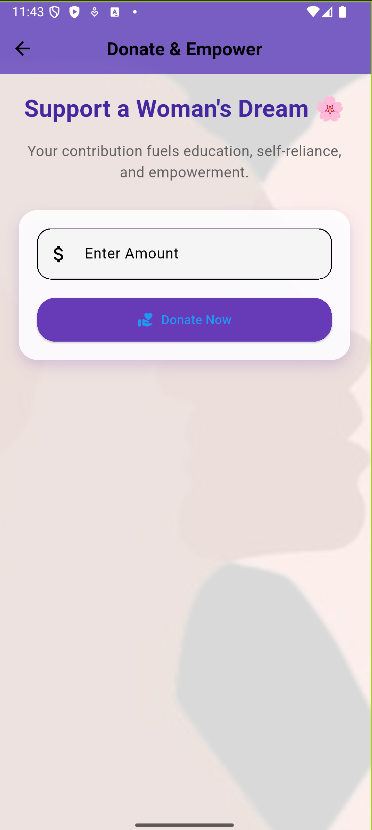 11:43
Donate & Empower
Support a Woman's Dream 🌸
Your contribution fuels education, self-reliance,
and empowerment.
$ Enter Amount
Donate Now